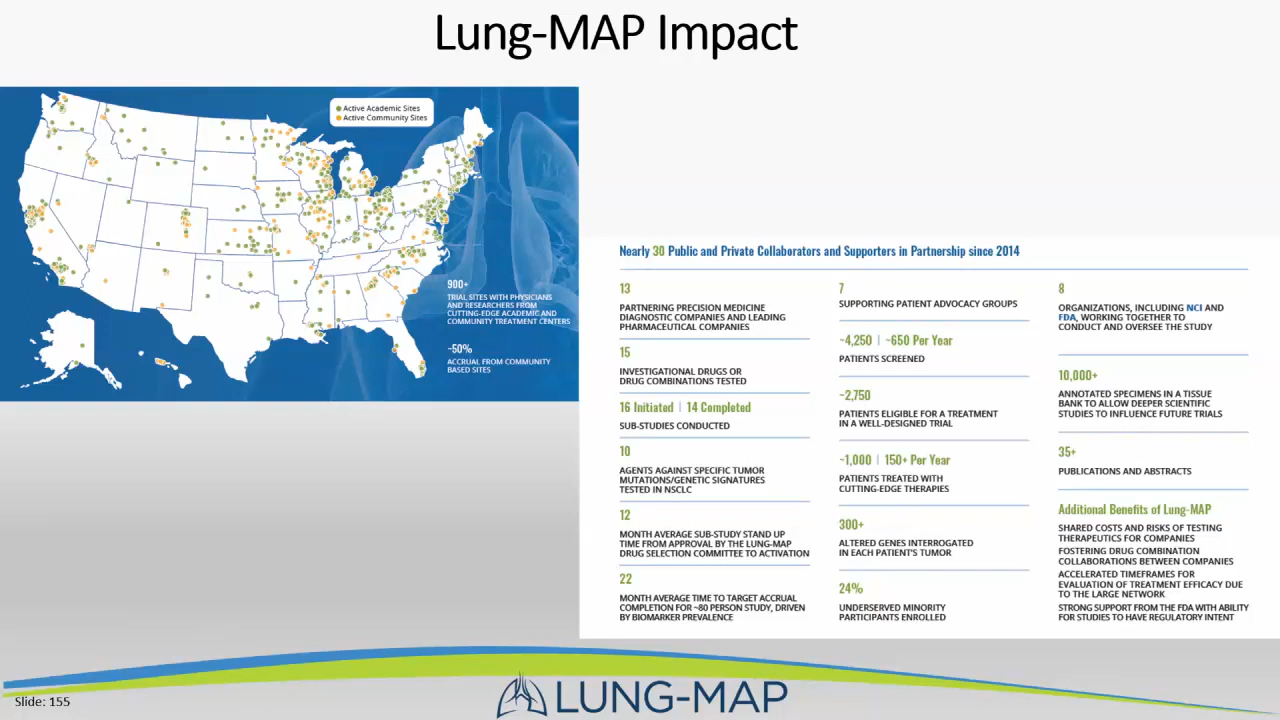 Lung-MAP Impact
Active Academic Sites
Active Community Sites
900+
TRIAL SITES WITH PHYSICIANS
AND RESEARCHERS FROM
CUTTING-EDGE ACADEMIC AND
COMMUNITY TREATMENT CENTERS
~50%
ACCRUAL FROM COMMUNITY
BASED SITES
Nearly 30 Public and Private Collaborators and Supporters in Partnership since 2014
13
PARTNERING PRECISION MEDICINE
DIAGNOSTIC COMPANIES AND LEADING
PHARMACEUTICAL COMPANIES
15
INVESTIGATIONAL DRUGS OR
DRUG COMBINATIONS TESTED
16 Initiated | 14 Completed
SUB-STUDIES CONDUCTED
10
AGENTS AGAINST SPECIFIC TUMOR
MUTATIONS/GENETIC SIGNATURES
TESTED IN NSCLC
12
MONTH AVERAGE SUB-STUDY STAND UP
TIME FROM APPROVAL BY THE LUNG-MAP
DRUG SELECTION COMMITTEE TO ACTIVATION
22
MONTH AVERAGE TIME TO TARGET ACCRUAL
COMPLETION FOR ~80 PERSON STUDY, DRIVEN
BY BIOMARKER PREVALENCE
7
SUPPORTING PATIENT ADVOCACY GROUPS
~4,250 | ~650 Per Year
PATIENTS SCREENED
~2,750
PATIENTS ELIGIBLE FOR A TREATMENT
IN A WELL-DESIGNED TRIAL
~1,000 | 150+ Per Year
PATIENTS TREATED WITH
CUTTING-EDGE THERAPIES
300+
ALTERED GENES INTERROGATED
IN EACH PATIENT'S TUMOR
24%
UNDERSERVED MINORITY
PARTICIPANTS ENROLLED
8
ORGANIZATIONS, INCLUDING NCI AND
FDA, WORKING TOGETHER TO
CONDUCT AND OVERSEE THE STUDY
10,000+
ANNOTATED SPECIMENS IN A TISSUE
BANK TO ALLOW DEEPER SCIENTIFIC
STUDIES TO INFLUENCE FUTURE TRIALS
35+
PUBLICATIONS AND ABSTRACTS
Additional Benefits of Lung-MAP
SHARED COSTS AND RISKS OF TESTING
THERAPEUTICS FOR COMPANIES
FOSTERING DRUG COMBINATION
COLLABORATIONS BETWEEN COMPANIES
ACCELERATED TIMEFRAMES FOR
EVALUATION OF TREATMENT EFFICACY DUE
TO THE LARGE NETWORK
STRONG SUPPORT FROM THE FDA WITH ABILITY
FOR STUDIES TO HAVE REGULATORY INTENT
Slide: 155
LUNG-MAP